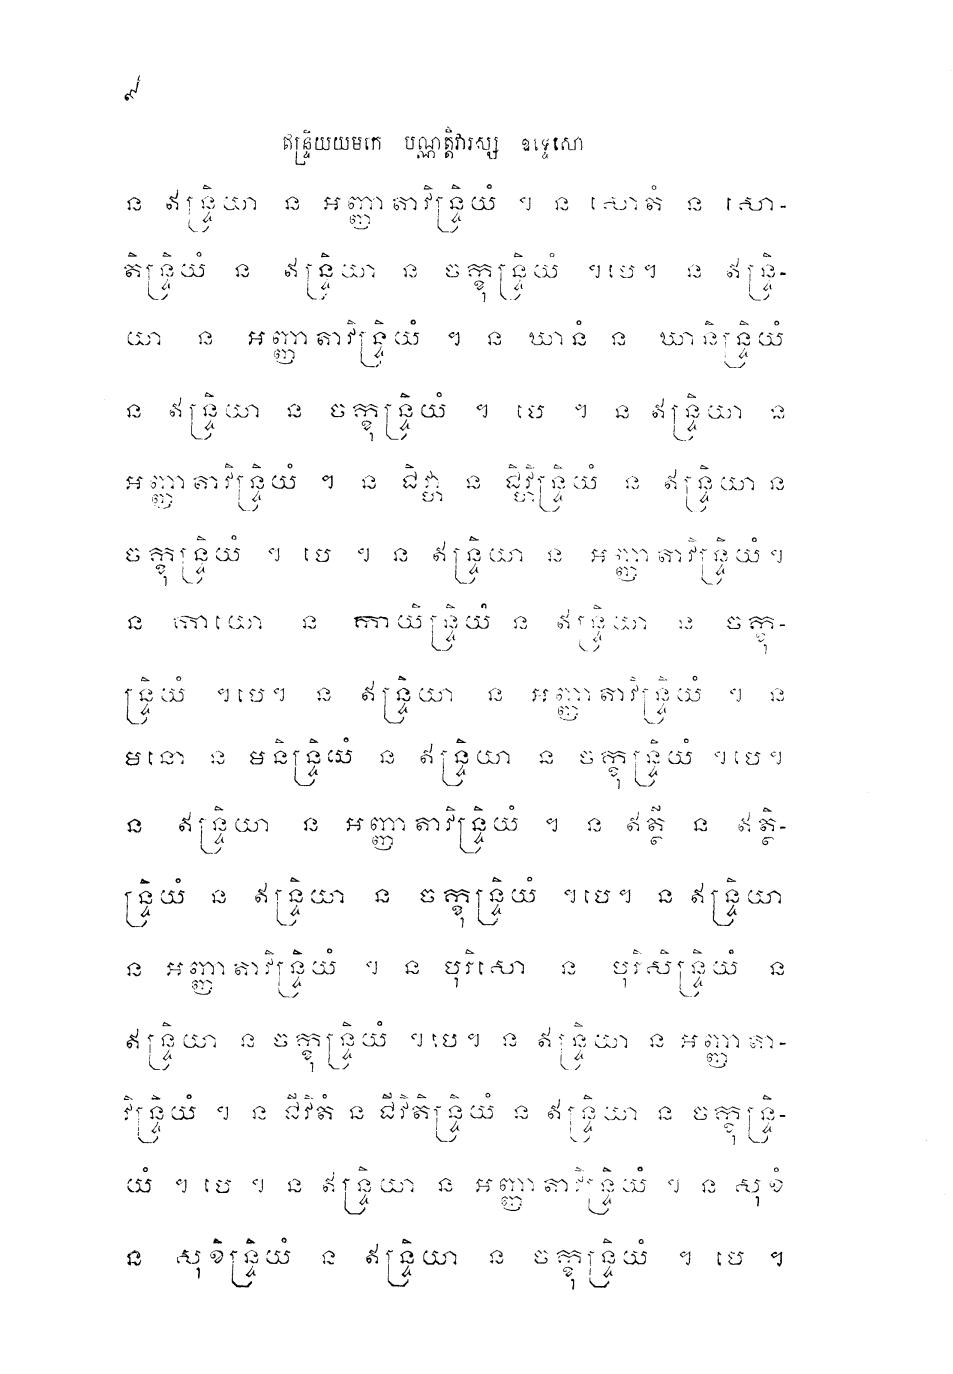 ៧
ឥន្ទ្រិយយមកេ បណ្ណត្តិវារស្ស ឧទ្ទេសោ
ន ឥន្ទ្រិយា ន អញ្ញាតាវិន្ទ្រិយំ ។ ន សោតំ ន សោ-
តិន្ទ្រិយំ ន ឥន្ទ្រិយា ន ចក្ខុន្ទ្រិយំ ។បេ។ ន ឥន្ទ្រិ-
យា ន អញ្ញាតាវិន្ទ្រិយំ ។ ន ឃានំ ន ឃានិន្ទ្រិយំ
ន ឥន្ទ្រិយា ន ចក្ខុន្ទ្រិយំ ។ បេ ។ ន ឥន្ទ្រិយា ន
អញ្ញាតាវិន្ទ្រិយំ ។ ន ជិវ្ហា ន ជិវ្ហិន្ទ្រិយំ ន ឥន្ទ្រិយា ន
ចក្ខុន្ទ្រិយំ ។ បេ ។ ន ឥន្ទ្រិយា ន អញ្ញាតាវិន្ទ្រិយំ។
ន កាយោ ន កាយិន្ទ្រិយំ ន ឥន្ទ្រិយា ន ចក្ខុ-
ន្ទ្រិយំ ។បេ។ ន ឥន្ទ្រិយា ន អញ្ញាតាវិន្ទ្រិយំ ។ ន
មនោ ន មនិន្ទ្រិយំ ន ឥន្ទ្រិយា ន ចក្ខុន្ទ្រិយំ ។បេ។
ន ឥន្ទ្រិយា ន អញ្ញាតាវិន្ទ្រិយំ ។ ន ឥត្ថី ន ឥត្ថិ-
ន្ទ្រិយំ ន ឥន្ទ្រិយា ន ចក្ខុន្ទ្រិយំ ។បេ។ ន ឥន្ទ្រិយា
ន អញ្ញាតាវិន្ទ្រិយំ ។ ន បុរិសោ ន បុរិសិន្ទ្រិយំ ន
ឥន្ទ្រិយា ន ចក្ខុន្ទ្រិយំ ។បេ។ ន ឥន្ទ្រិយា ន អញ្ញាតា-
វិន្ទ្រិយំ ។ ន ជីវិតំ ន ជីវិតិន្ទ្រិយំ ន ឥន្ទ្រិយា ន ចក្ខុន្ទ្រិ-
យំ ។ បេ ។ ន ឥន្ទ្រិយា ន អញ្ញាតាវិន្ទ្រិយំ ។ ន សុខំ
ន សុខិន្ទ្រិយំ ន ឥន្ទ្រិយា ន ចក្ខុន្ទ្រិយំ ។ បេ ។